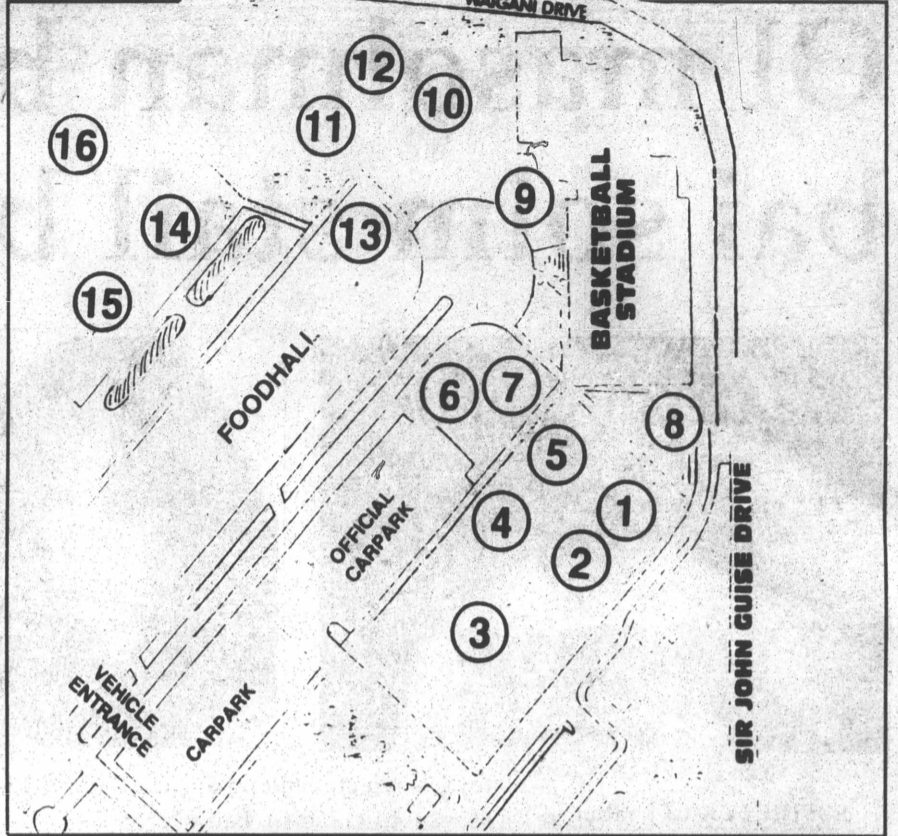 WAIGANI DRIVE
12
10
11
16
9
14
13
BASKETBALL
STADIUM
15
FOODHALL
6
7
8
5
OFFICIAL
CARPARK
4
1
2
3
SIR JOHN GUISE DRIVE
VEHICLE
ENTRANCE
CARPARK